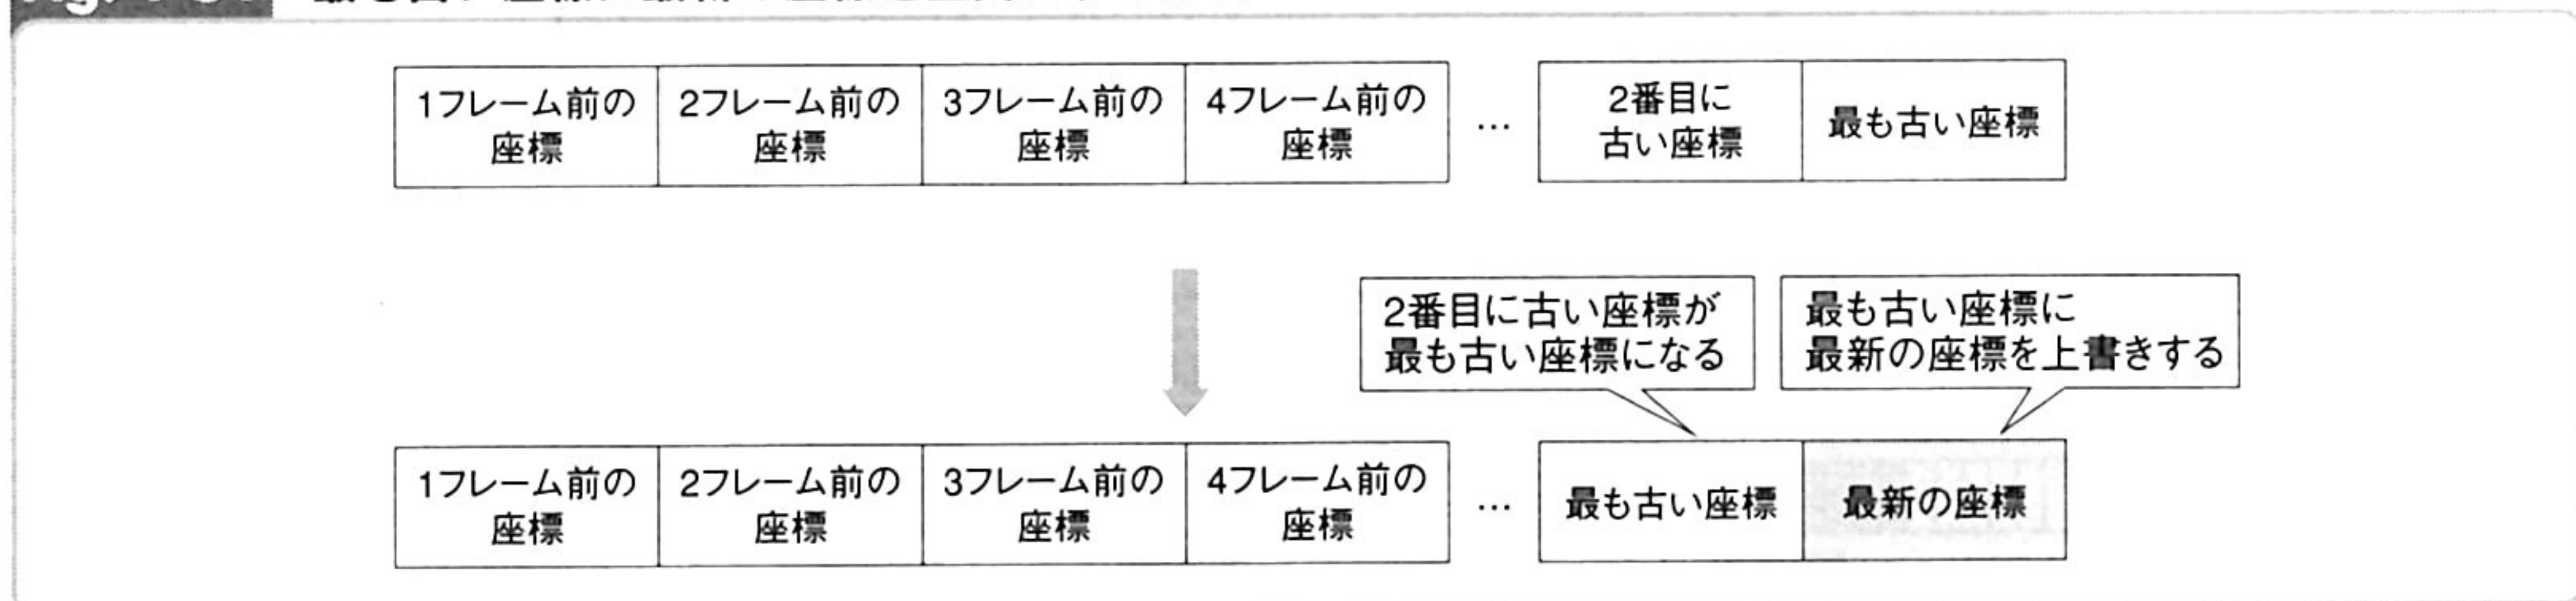 1フレーム前の
座標
2フレーム前の
座標
3フレーム前の
座標
4フレーム前の
座標
…
2番目に
古い座標
最も古い座標
2番目に古い座標が
最も古い座標になる
最も古い座標に
最新の座標を上書きする
1フレーム前の
座標
2フレーム前の
座標
3フレーム前の
座標
4フレーム前の
座標
…
最も古い座標
最新の座標